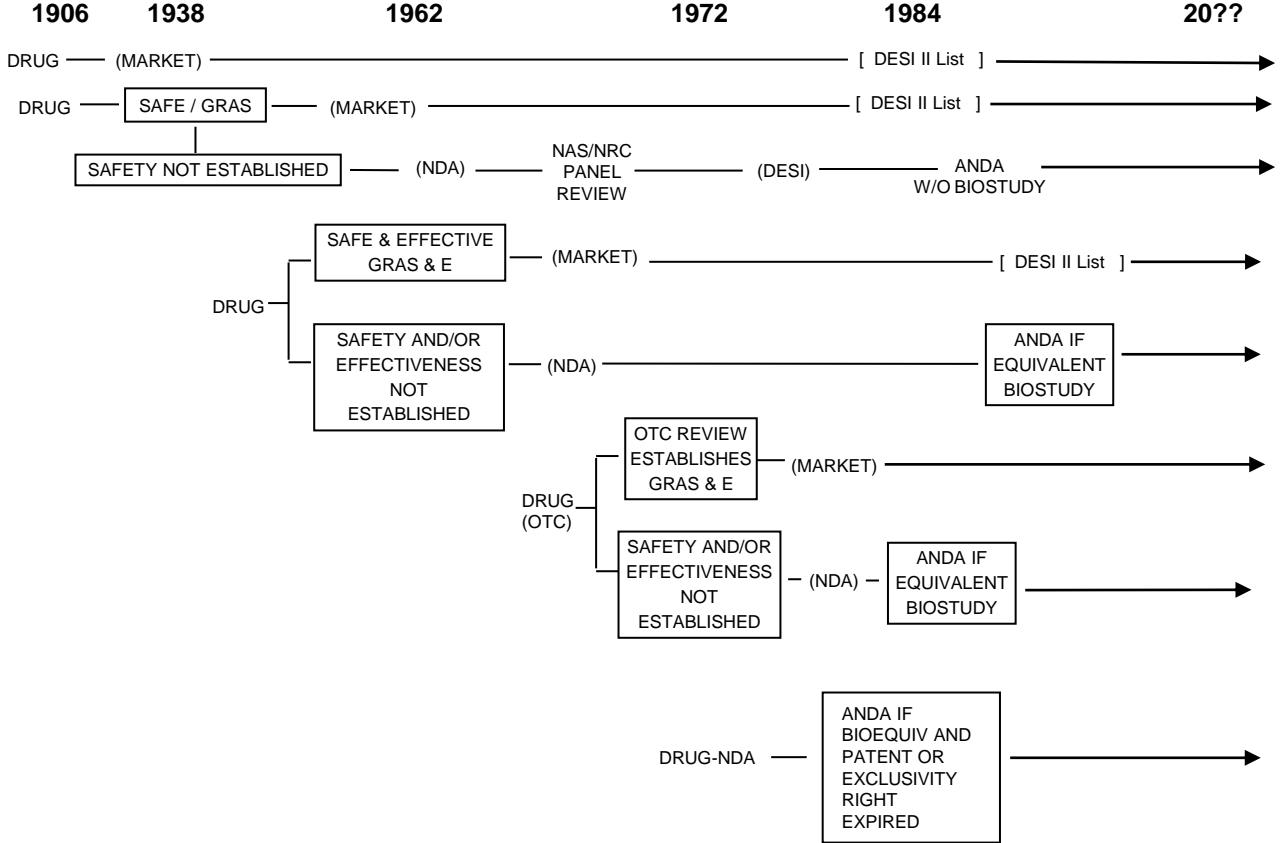 1906 1938 1962 1972 1984 20??
DRUG (MARKET) [ DESI II List ]
DRUG SAFE / GRAS (MARKET) [ DESI II List ]
SAFETY NOT ESTABLISHED (NDA) NAS/NRC
PANEL
REVIEW
(DESI) ANDA
W/O BIOSTUDY
DRUG
SAFE & EFFECTIVE
GRAS & E
(MARKET) [ DESI II List ]
SAFETY AND/OR
EFFECTIVENESS
NOT
ESTABLISHED
(NDA)
ANDA IF
EQUIVALENT
BIOSTUDY
DRUG
(OTC)
OTC REVIEW
ESTABLISHES
GRAS & E
(MARKET)
SAFETY AND/OR
EFFECTIVENESS
NOT
ESTABLISHED
(NDA)
ANDA IF
EQUIVALENT
BIOSTUDY
DRUG-NDA
ANDA IF
BIOEQUIV AND
PATENT OR
EXCLUSIVITY
RIGHT
EXPIRED